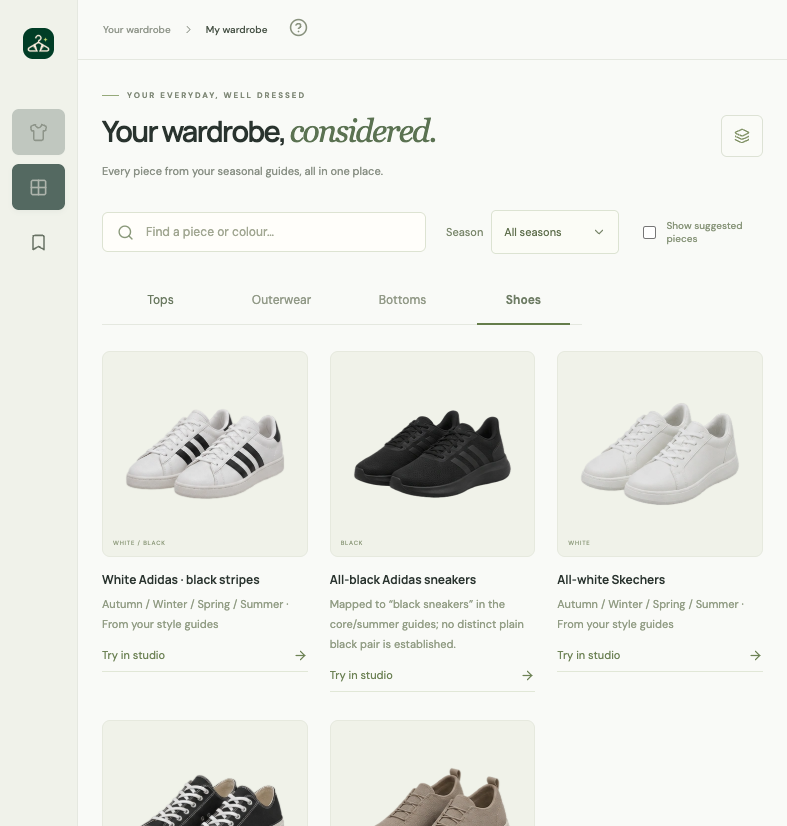 Your wardrobe
My wardrobe
YOUR EVERYDAY, WELL DRESSED
Your wardrobe, considered.
Every piece from your seasonal guides, all in one place.
Find a piece or colour...
Season
All seasons
Show suggested
pieces
Tops
Outerwear
Bottoms
Shoes
WHITE / BLACK
BLACK
WHITE
White Adidas · black stripes
Autumn / Winter / Spring / Summer ·
From your style guides
Try in studio
All-black Adidas sneakers
Mapped to “black sneakers” in the
core/summer guides; no distinct plain
black pair is established.
Try in studio
All-white Skechers
Autumn / Winter / Spring / Summer ·
From your style guides
Try in studio